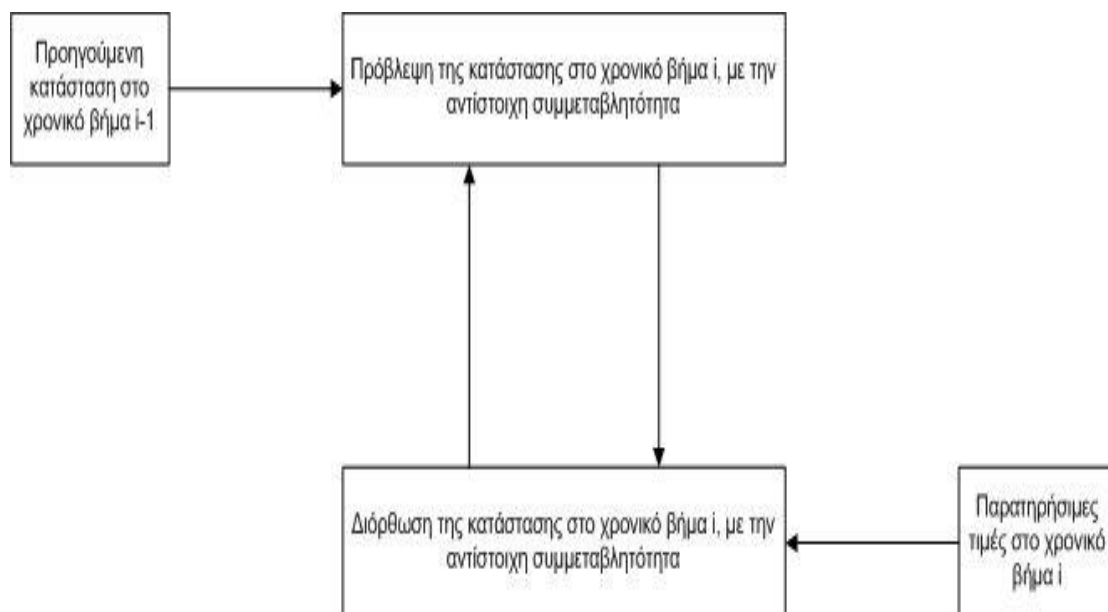 Προηγούμενη
κατάσταση στο
χρονικό βήμα i-1
Πρόβλεψη της κατάστασης στο χρονικό βήμα i, με την
αντίστοιχη συμμεταβλητότητα
Διόρθωση της κατάστασης στο χρονικό βήμα i, με την
αντίστοιχη συμμεταβλητότητα
Παρατηρήσιμες
τιμές στο χρονικό
βήμα i